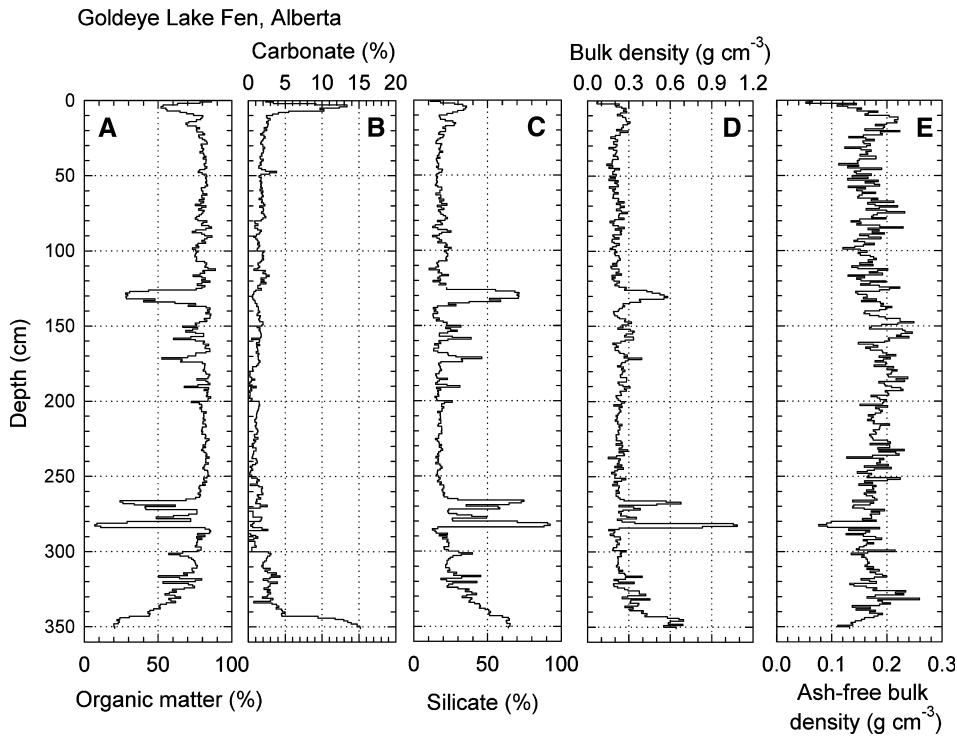 Goldeye Lake Fen, Alberta
Carbonate (%)
0 5 10 15 20
Bulk density (g cm-3)
0.0 0.3 0.6 0.9 1.2
A B C D E
Depth (cm)
0
50
100
150
200
250
300
350
0 50 100
Organic matter (%)
0 50 100
Silicate (%)
0.0 0.1 0.2 0.3
Ash-free bulk
density (g cm-3)